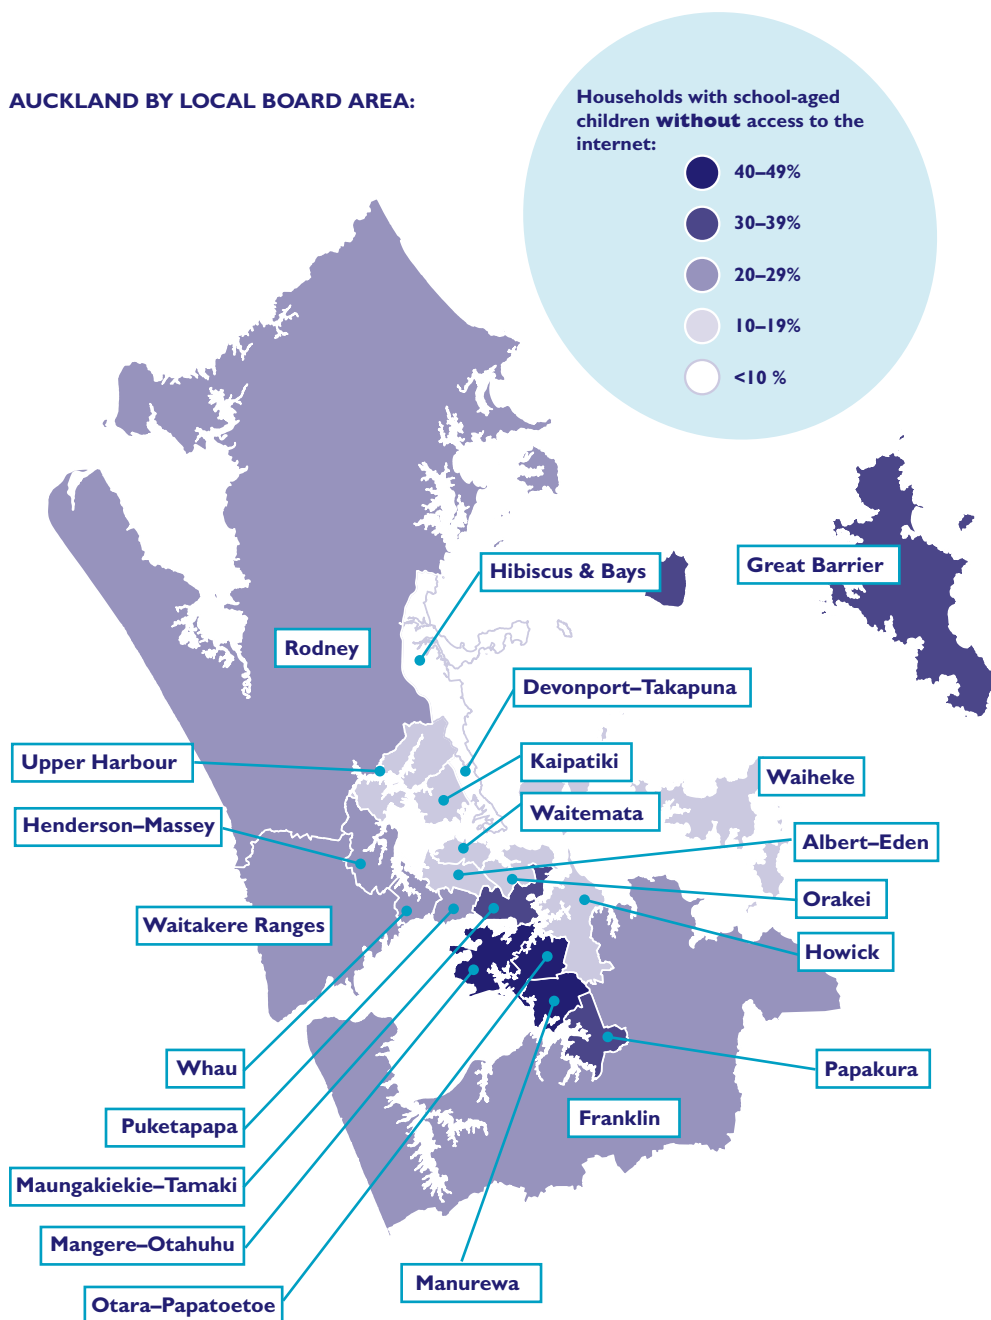 AUCKLAND BY LOCAL BOARD AREA:
Households with school-aged
children without access to the
internet:
40–49%
30–39%
20–29%
10–19%
<10 %
Hibiscus & Bays
Great Barrier
Rodney
Devonport–Takapuna
Upper Harbour
Kaipatiki
Waiheke
Waitemata
Henderson–Massey
Albert–Eden
Orakei
Waitakere Ranges
Howick
Whau
Papakura
Puketapapa
Franklin
Maungakiekie–Tamaki
Mangere–Otahuhu
Manurewa
Otara–Papatoetoe